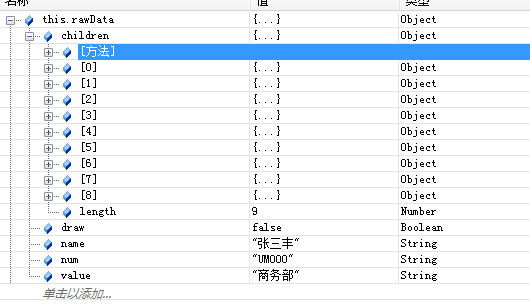 名称 值 类型
this.rawData {...} Object
children {...} Object
[方法]
[0] {...} Object
[1] {...} Object
[2] {...} Object
[3] {...} Object
[4] {...} Object
[5] {...} Object
[6] {...} Object
[7] {...} Object
[8] {...} Object
length 9 Number
draw false Boolean
name "张三丰" String
num "UM000" String
value "商务部" String
单击以添加...